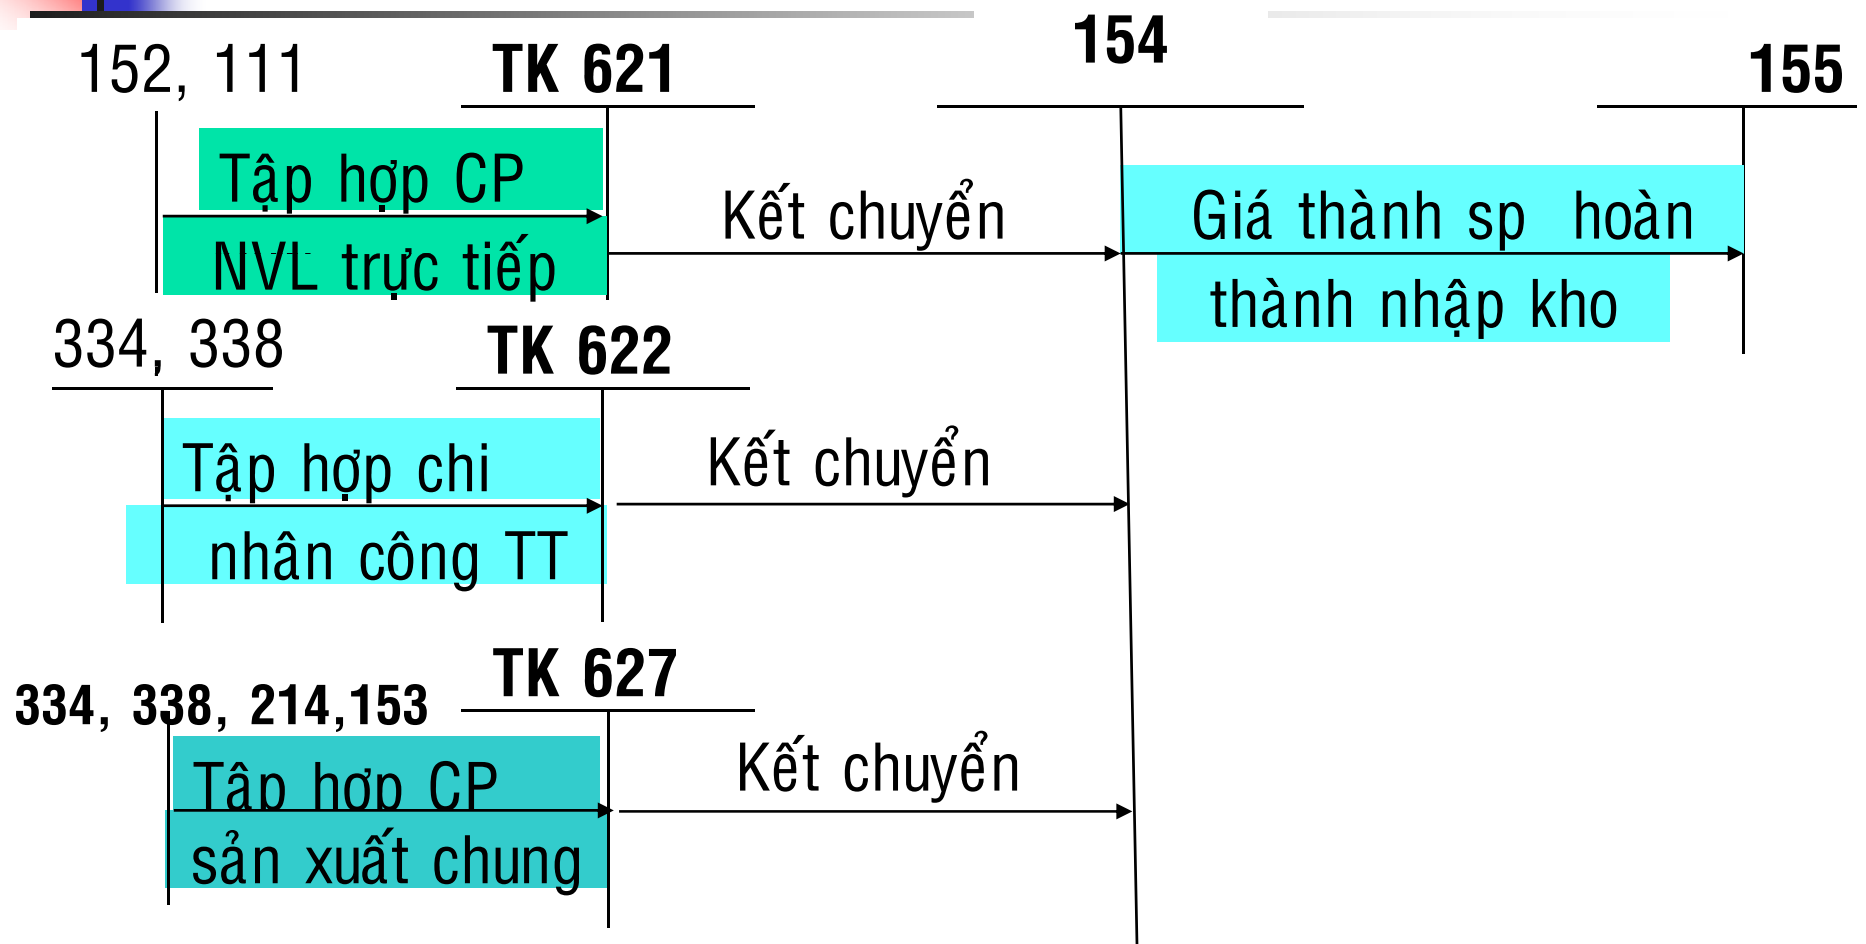 152, 111
TK 621
154
155
Tập hợp CP
NVL trực tiếp
Kết chuyển
Giá thành sp hoàn
thành nhập kho
334, 338
TK 622
Tập hợp chi
nhân công TT
Kết chuyển
334, 338, 214,153
TK 627
Tập hợp CP
sản xuất chung
Kết chuyển